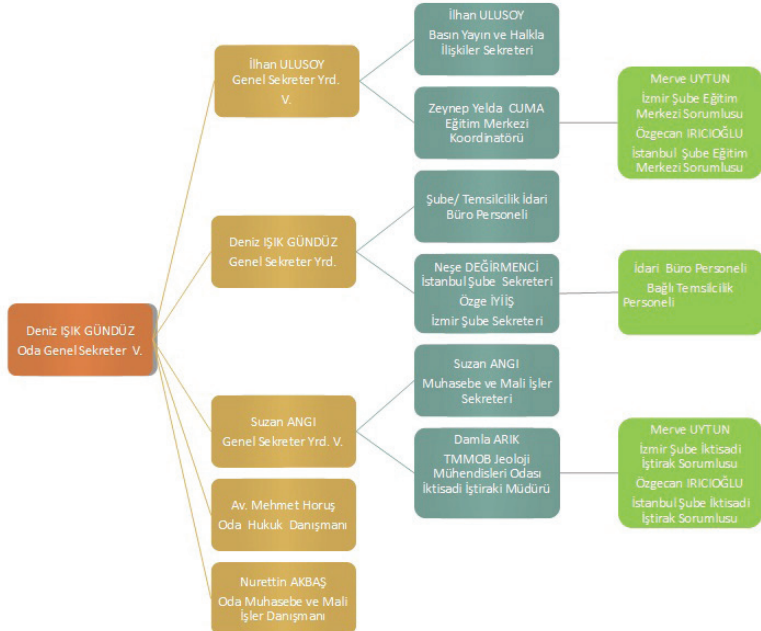 Deniz IŞIK GÜNDÜZ
Oda Genel Sekreter V.
İlhan ULUSOY
Genel Sekreter Yrd.
V.
İlhan ULUSOY
Basın Yayın ve Halkla
İlişkiler Sekreteri
Zeynep Yelda CUMA
Eğitim Merkezi
Koordinatörü
Merve UYTUN
İzmir Şube Eğitim
Merkezi Sorumlusu
Özgecan IRICIOĞLU
İstanbul Şube Eğitim
Merkezi Sorumlusu
Deniz IŞIK GÜNDÜZ
Genel Sekreter Yrd.
Şube/ Temsilcilik İdari
Büro Personeli
Neşe DEĞİRMENCİ
İstanbul Şube Sekreteri
Özge İYİİŞ
İzmir Şube Sekreteri
İdari Büro Personeli
Bağlı Temsilcilik
Personeli
Suzan ANGI
Genel Sekreter Yrd. V.
Suzan ANGI
Muhasebe ve Mali İşler
Sekreteri
Damla ARIK
TMMOB Jeoloji
Mühendisleri Odası
İktisadi İştiraki Müdürü
Merve UYTUN
İzmir Şube İktisadi
İştirak Sorumlusu
Özgecan IRICIOĞLU
İstanbul Şube İktisadi
İştirak Sorumlusu
Av. Mehmet Horuş
Oda Hukuk Danışmanı
Nurettin AKBAŞ
Oda Muhasebe ve Mali
İşler Danışmanı